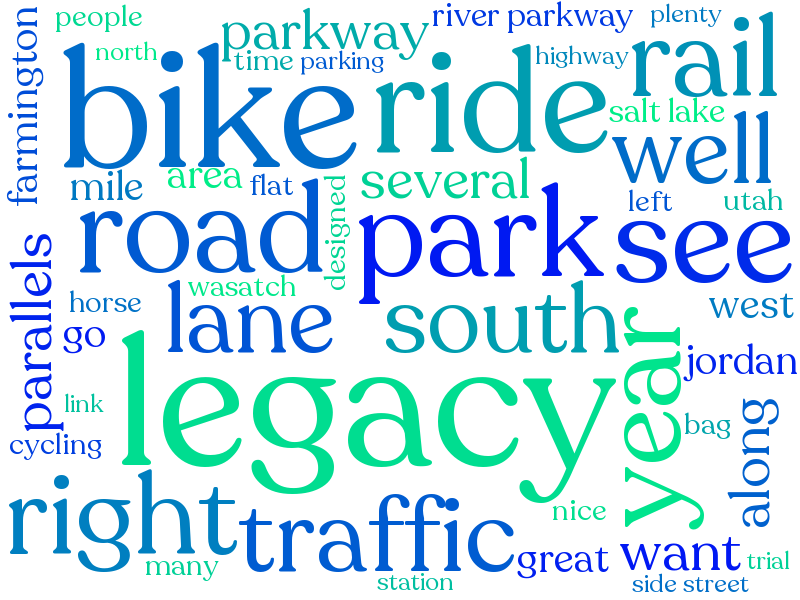 people
river parkway
plenty
parkway
north
time
parking
highway
rail
farmington
bike
ride
salt lake
well
mile
area
flat
several
left
utah
designed
road
park
see
parallels
wasatch
horse
go
lane
south
west
year
jordan
legacy
link
cycling
bag
along
right
traffic
nice
many
station
great
want
trial
side street